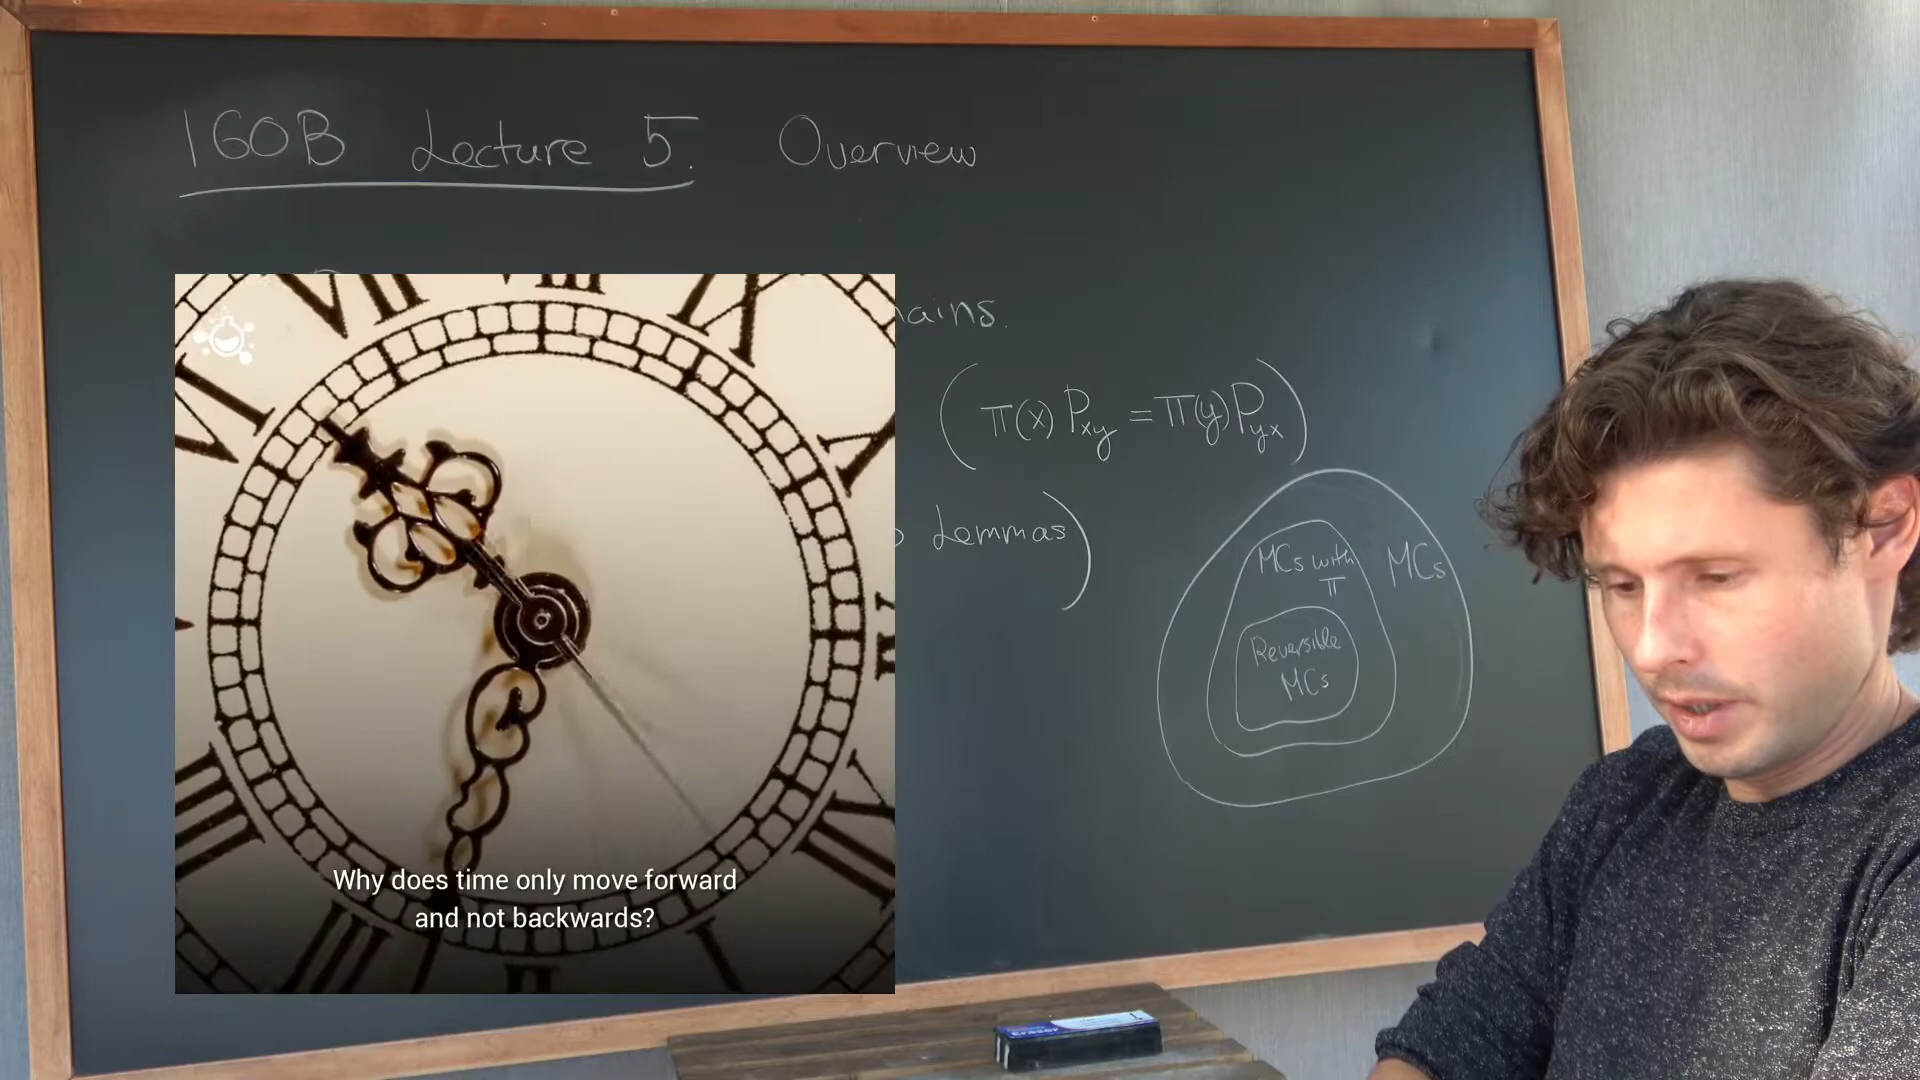 160B Lecture 5. Overview
ains.
(π(x) Pxy = π(y) Pyx)
Lemmas)
MCs with
π
MCs
Reversible
MCs
Why does time only move forward
and not backwards?
Eraser